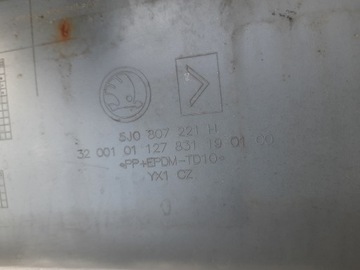 5J0 807 221 H
32 001 01 127 831 19 01 00
>PP+EPDM-TD10<
YX1 CZ